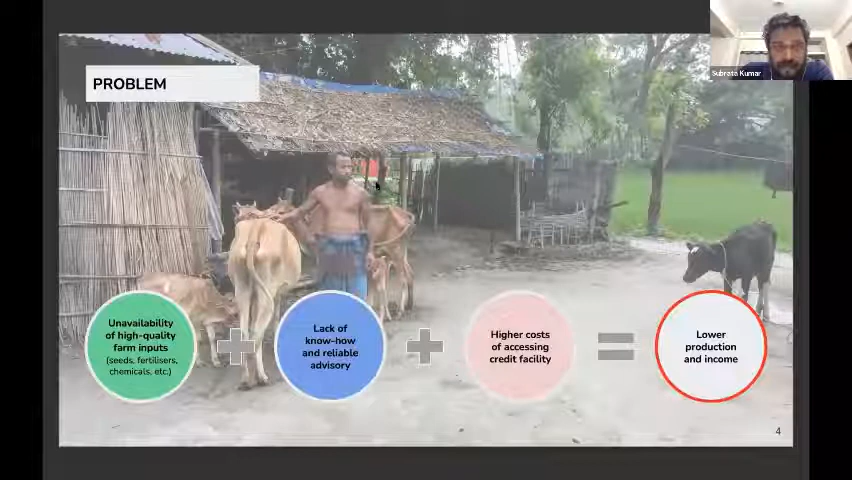 PROBLEM
Subrata Kumar
Unavailability
of high-quality
farm inputs
(seeds, fertilisers,
chemicals, etc.)
Lack of
know-how
and reliable
advisory
Higher costs
of accessing
credit facility
Lower
production
and income
4